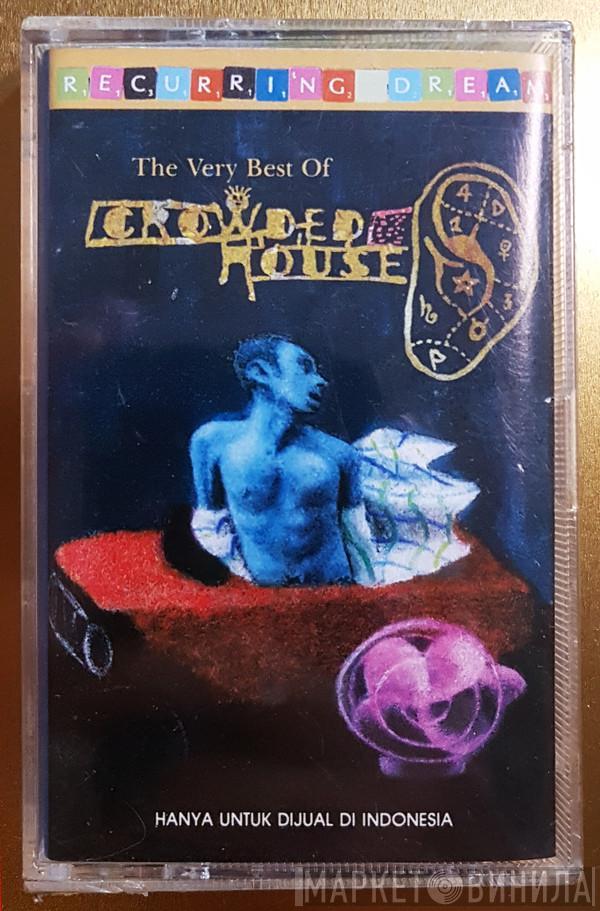 RECURRING DREAM
The Very Best Of
CROWDED
HOUSE
HANYA UNTUK DIJUAL DI INDONESIA
МАРКЕТ ВИНИЛА